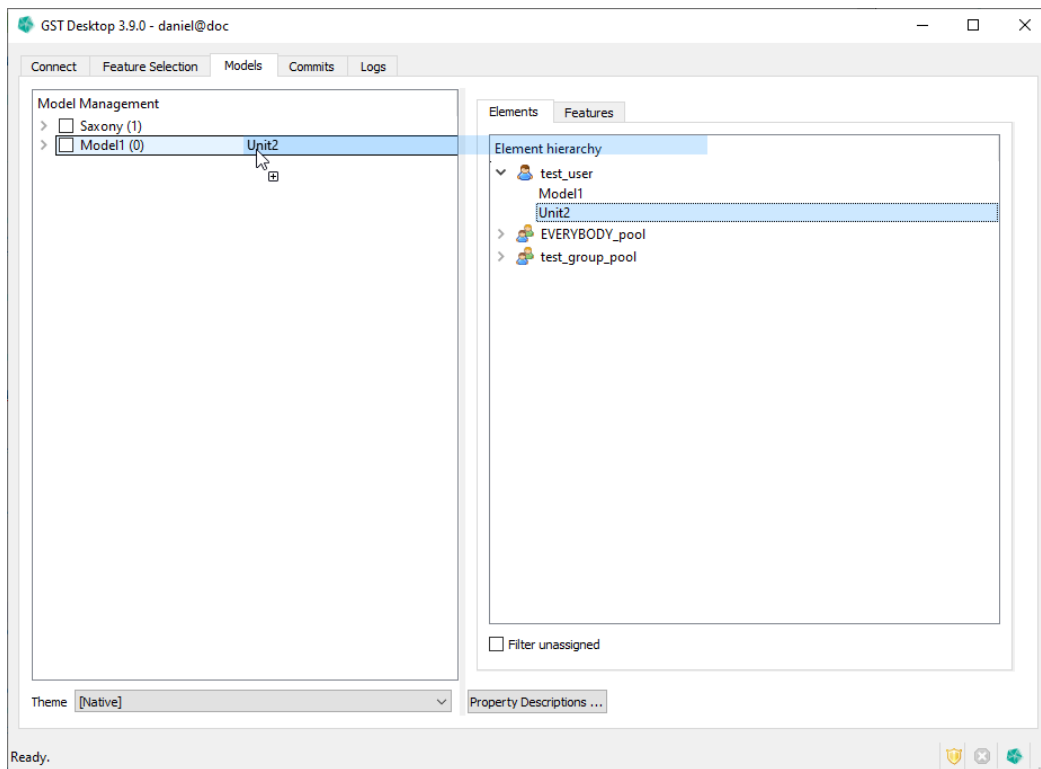 GST Desktop 3.9.0 - daniel@doc
Connect Feature Selection Models Commits Logs
Model Management
Saxony (1)
Model1 (0) Unit2
Elements Features
Element hierarchy
test_user
Model1
Unit2
EVERYBODY_pool
test_group_pool
Filter unassigned
Theme [Native]
Property Descriptions ...
Ready.